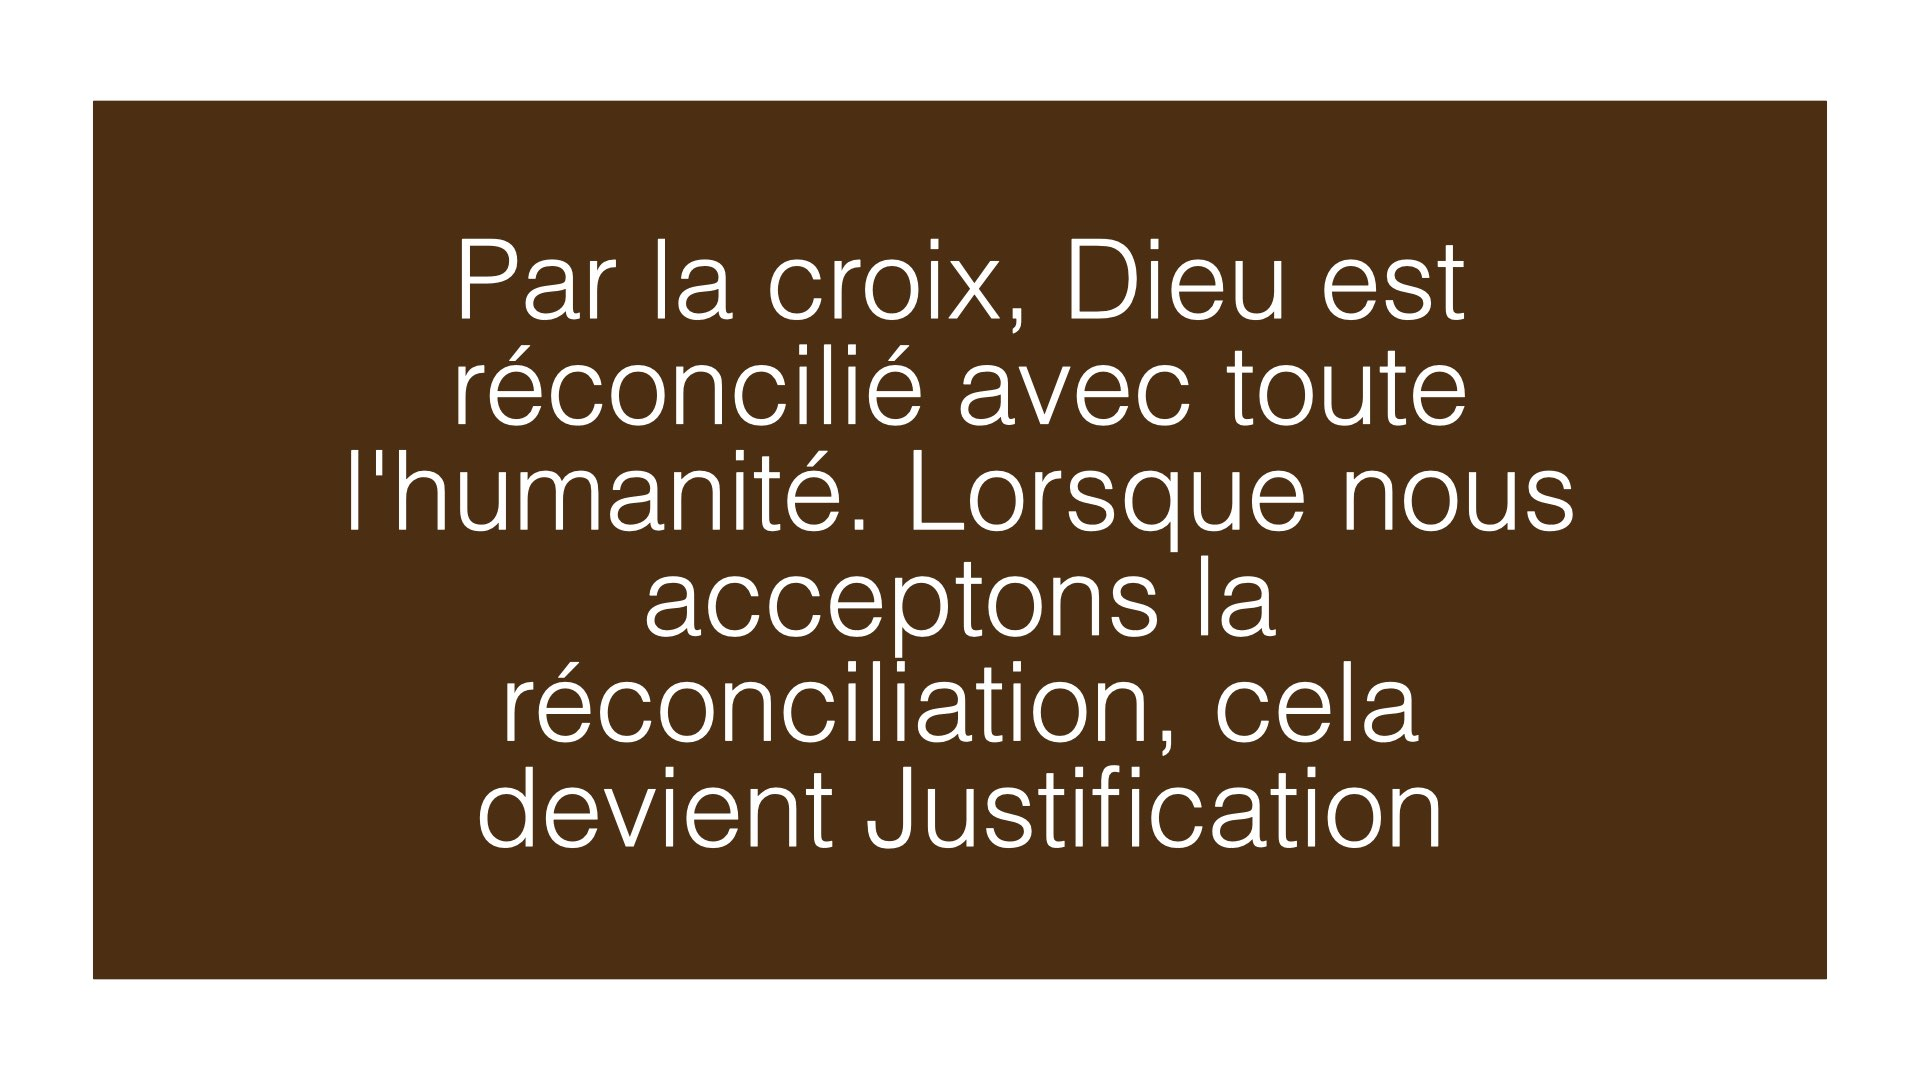 Par la croix, Dieu est
réconcilié avec toute
l'humanité. Lorsque nous
acceptons la
réconciliation, cela
devient Justification